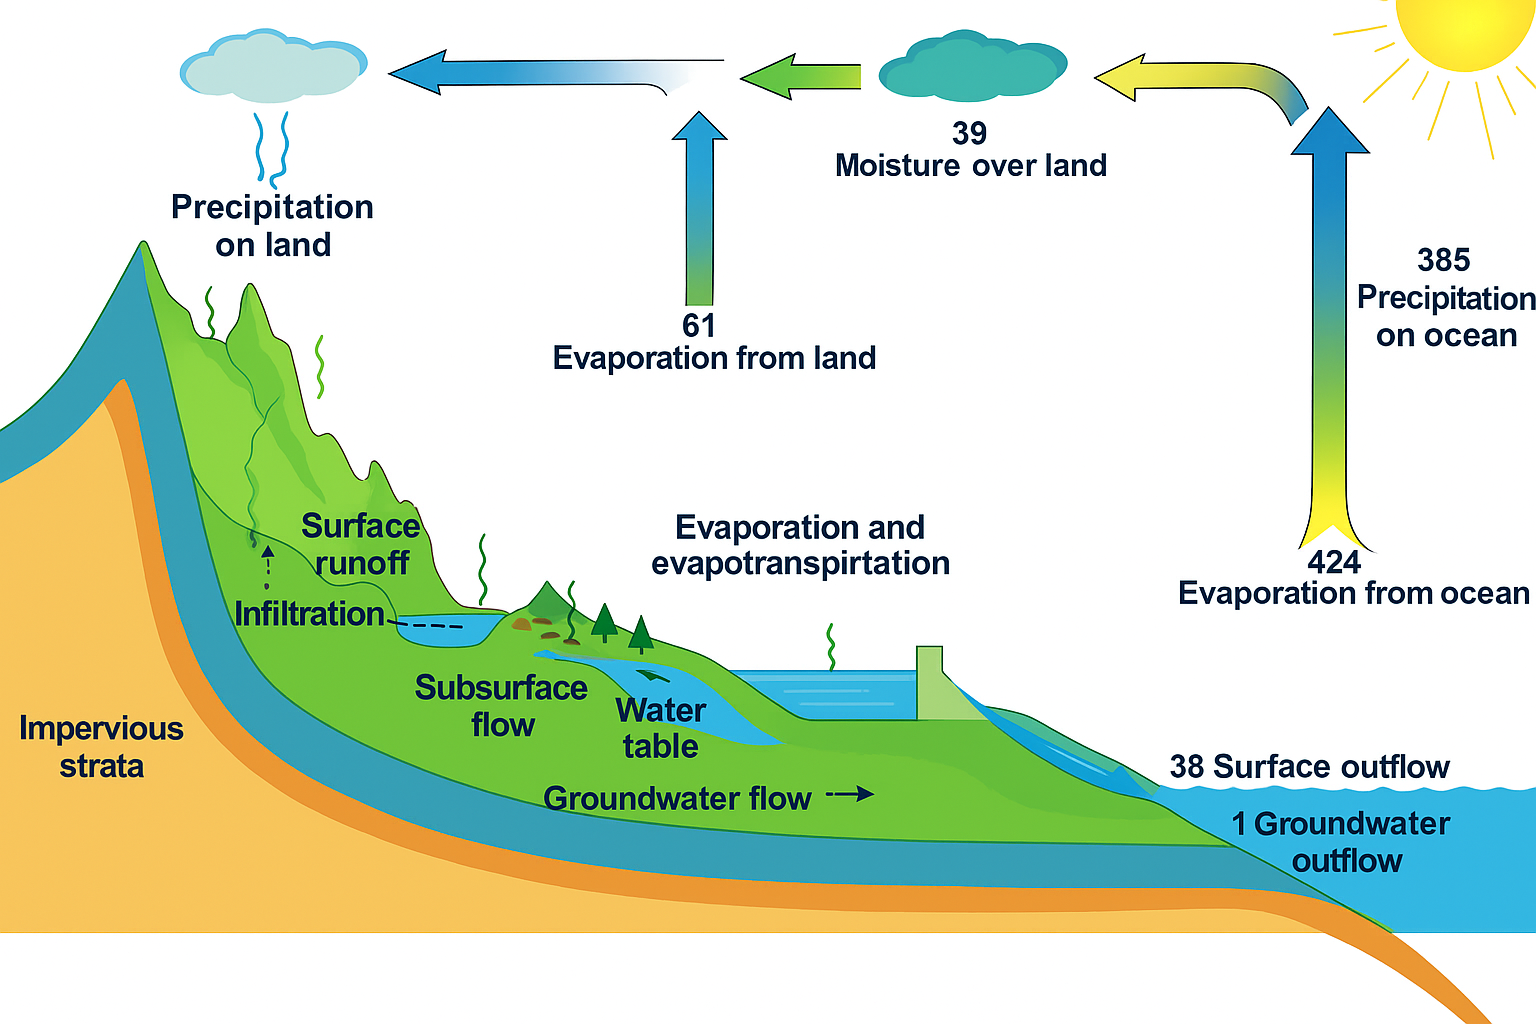 39
Moisture over land
Precipitation
on land
385
Precipitation
on ocean
61
Evaporation from land
Surface
runoff
Evaporation and
evapotranspirtation
424
Evaporation from ocean
Infiltration
Subsurface
flow
Water
table
Impervious
strata
Groundwater flow
38 Surface outflow
1 Groundwater
outflow